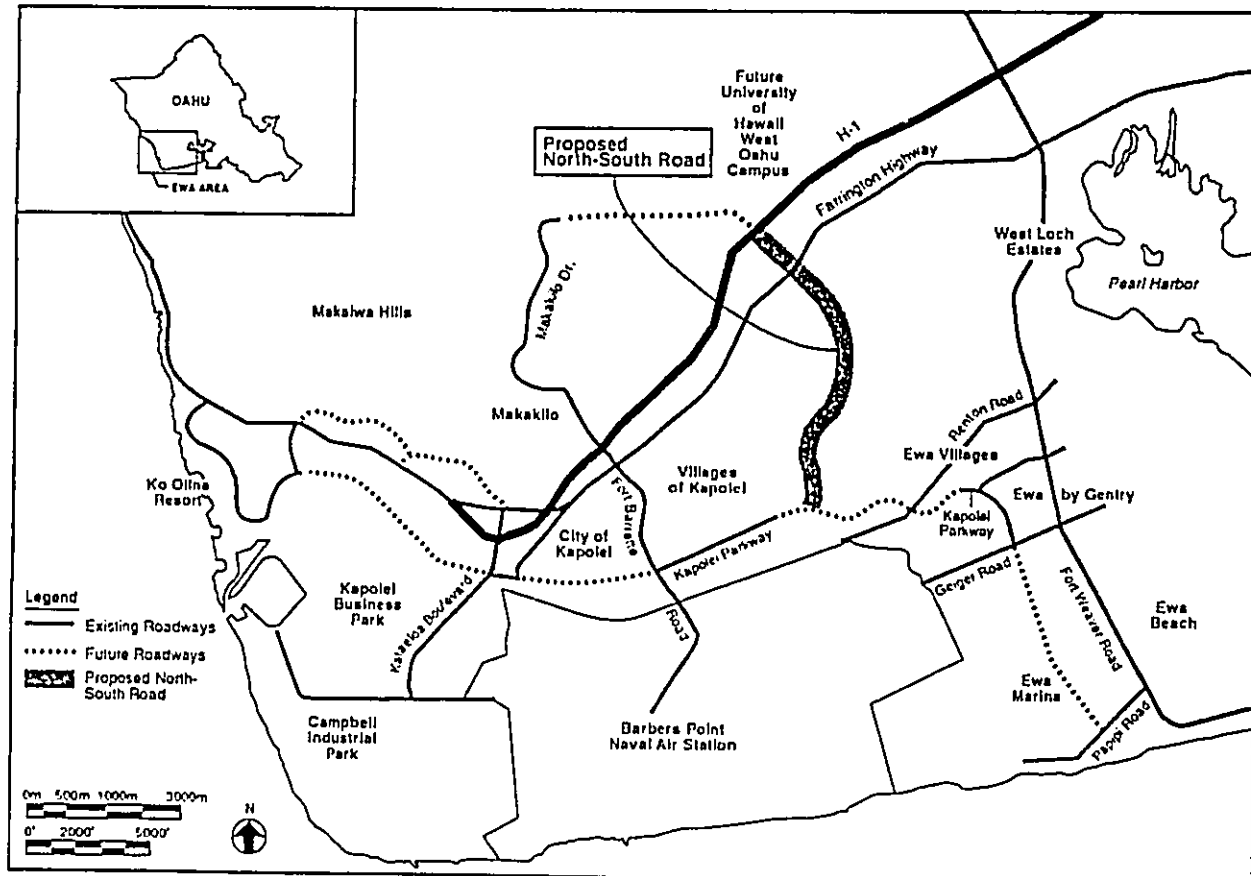 OAHU
EWA AREA
Future
University
of
Hawaii
West
Oahu
Campus
H-1
Farrington Highway
Proposed
North-South Road
West Loch
Estates
Pearl Harbor
Makaiwa Hills
Makakilo Dr.
Makakilo
Renton Road
Ewa Villages
Villages
of Kapolei
Ko Olina
Resort
Fort Barrette
Road
City of
Kapolei
Kapolei Parkway
Kapolei
Parkway
Ewa by Gentry
Geiger Road
Fort Weaver Road
Kapolei
Business
Park
Kalaeloa Boulevard
Ewa
Beach
Ewa
Marina
Papipi Road
Barbers Point
Naval Air Station
Campbell
Industrial
Park
Legend
Existing Roadways
Future Roadways
Proposed North-
South Road
0m 500m 1000m 3000m
0' 2000' 5000'
N